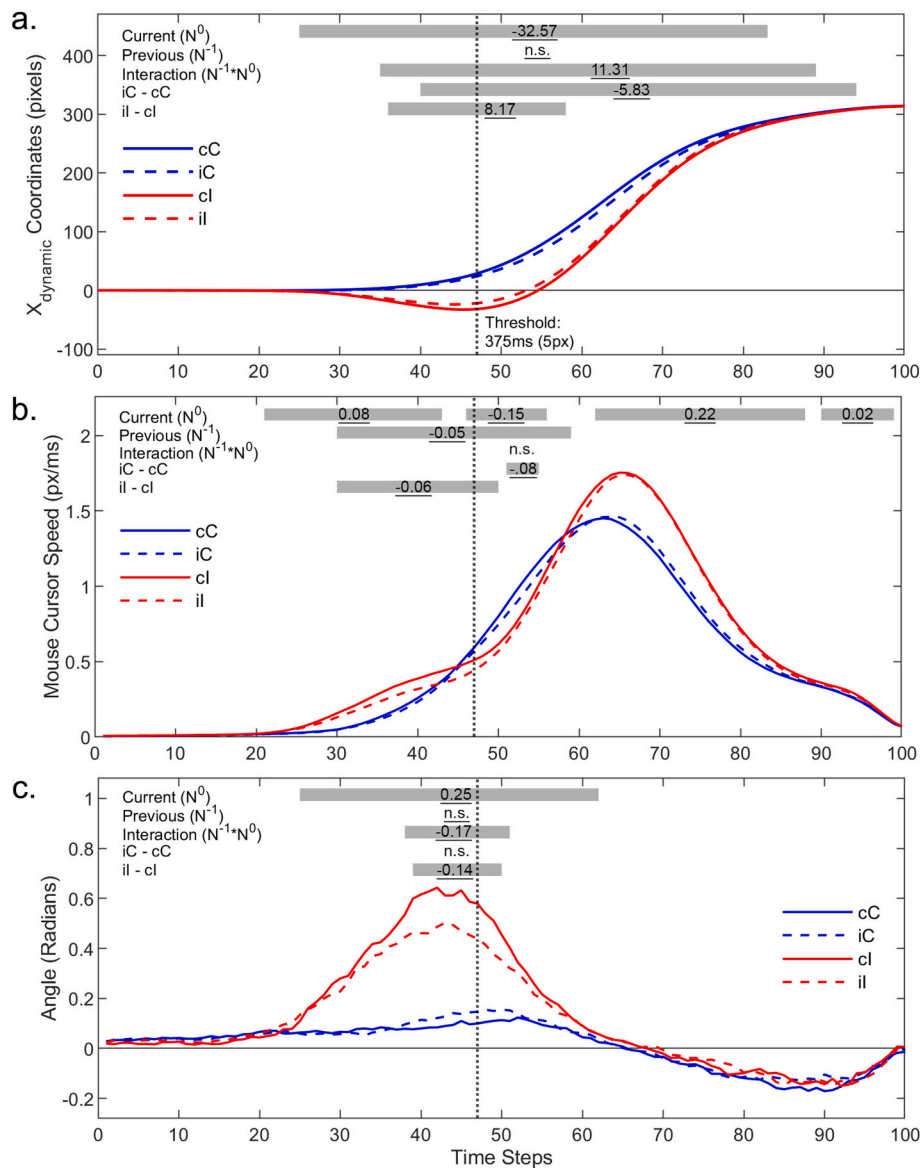 a.
Current (N⁰) -32.57
Previous (N⁻¹) n.s.
Interaction (N⁻¹*N⁰) 11.31
iC - cC -5.83
iI - cI 8.17
cC
iC
cI
iI
400
300
200
100
0
-100
X dynamic Coordinates (pixels)
Threshold:
375ms (5px)
0 10 20 30 40 50 60 70 80 90 100
b.
Current (N⁰) 0.08 -0.15 0.22 0.02
Previous (N⁻¹) -0.05
Interaction (N⁻¹*N⁰) n.s.
iC - cC -.08
iI - cI -0.06
cC
iC
cI
iI
2
1.5
1
0.5
0
Mouse Cursor Speed (px/ms)
0 10 20 30 40 50 60 70 80 90 100
c.
Current (N⁰) 0.25
Previous (N⁻¹) n.s.
Interaction (N⁻¹*N⁰) -0.17
iC - cC n.s.
iI - cI -0.14
cC
iC
cI
iI
1
0.8
0.6
0.4
0.2
0
-0.2
Angle (Radians)
0 10 20 30 40 50 60 70 80 90 100
Time Steps